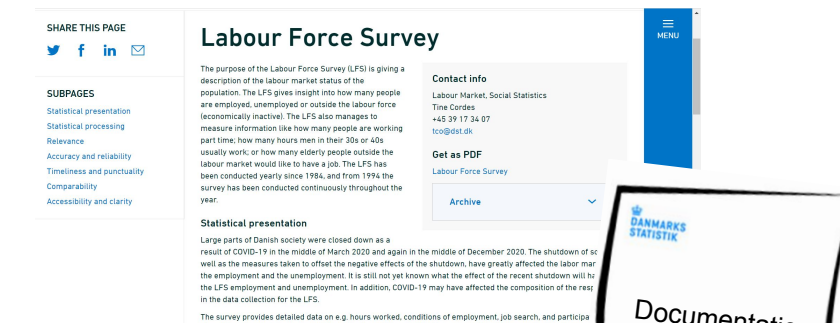 SHARE THIS PAGE
SUBPAGES
Statistical presentation
Statistical processing
Relevance
Accuracy and reliability
Timeliness and punctuality
Comparability
Accessibility and clarity
Labour Force Survey
The purpose of the Labour Force Survey (LFS) is giving a
description of the labour market status of the
population. The LFS gives insight into how many people
are employed, unemployed or outside the labour force
(economically inactive). The LFS also manages to
measure information like how many people are working
part time; how many hours men in their 30s or 40s
usually work; or how many elderly people outside the
labour market would like to have a job. The LFS has
been conducted yearly since 1984, and from 1994 the
survey has been conducted continuously throughout the
year.
Contact info
Labour Market, Social Statistics
Tine Cordes
+45 39 17 34 07
tco@dst.dk
Get as PDF
Labour Force Survey
Archive
Statistical presentation
Large parts of Danish society were closed down as a
result of COVID-19 in the middle of March 2020 and again in the middle of December 2020. The shutdown of
well as the measures taken to offset the negative effects of the shutdown, have greatly affected the labor
the employment and the unemployment. It is still not yet known what the effect of the recent shutdown will
the LFS employment and unemployment. In addition, COVID-19 may have affected the composition of the
in the data collection for the LFS.
The survey provides detailed data on e.g. hours worked, conditions of employment, job search, and
MENU
DANMARKS
STATISTIK